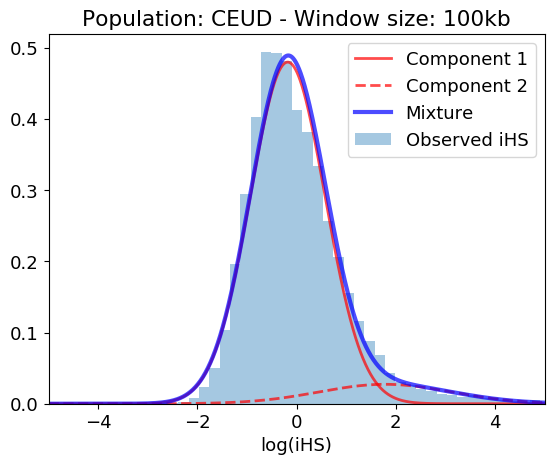 Population: CEUD - Window size: 100kb
Component 1
Component 2
Mixture
Observed iHS
0.5
0.4
0.3
0.2
0.1
0.0
−4
−2
0
2
4
log(iHS)